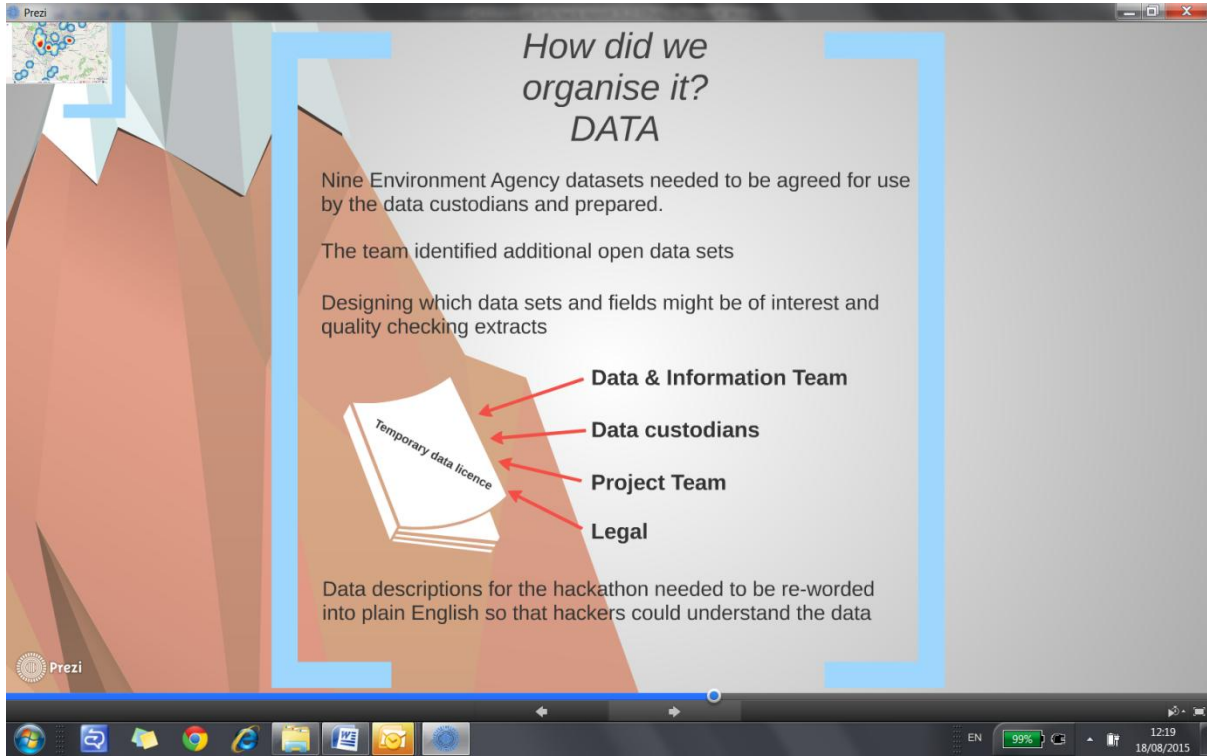 Prezi
How did we
organise it?
DATA
Nine Environment Agency datasets needed to be agreed for use
by the data custodians and prepared.
The team identified additional open data sets
Designing which data sets and fields might be of interest and
quality checking extracts
Temporary data licence
Data & Information Team
Data custodians
Project Team
Legal
Data descriptions for the hackathon needed to be re-worded
into plain English so that hackers could understand the data
Prezi
EN
99%
12:19
18/08/2015